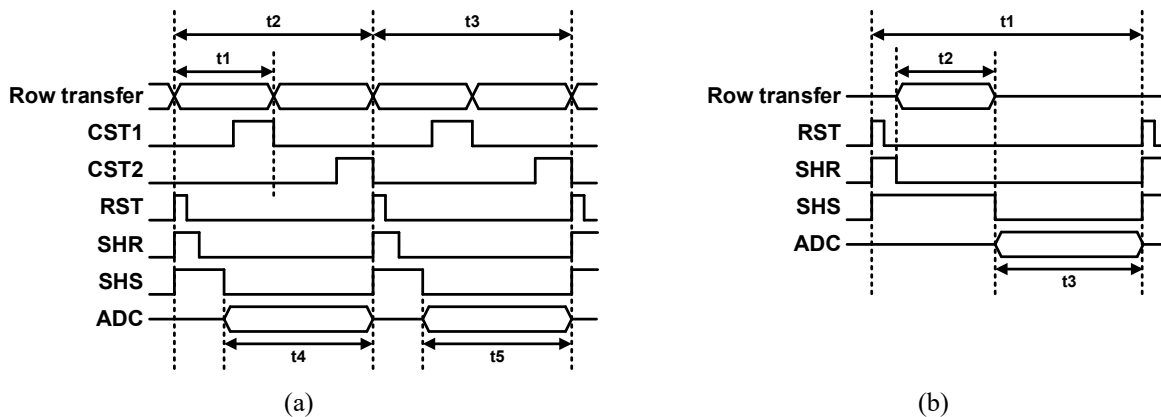 t2
t3
t1
Row transfer
CST1
CST2
RST
SHR
SHS
ADC
t4
t5
(a)
t1
t2
Row transfer
RST
SHR
SHS
ADC
t3
(b)